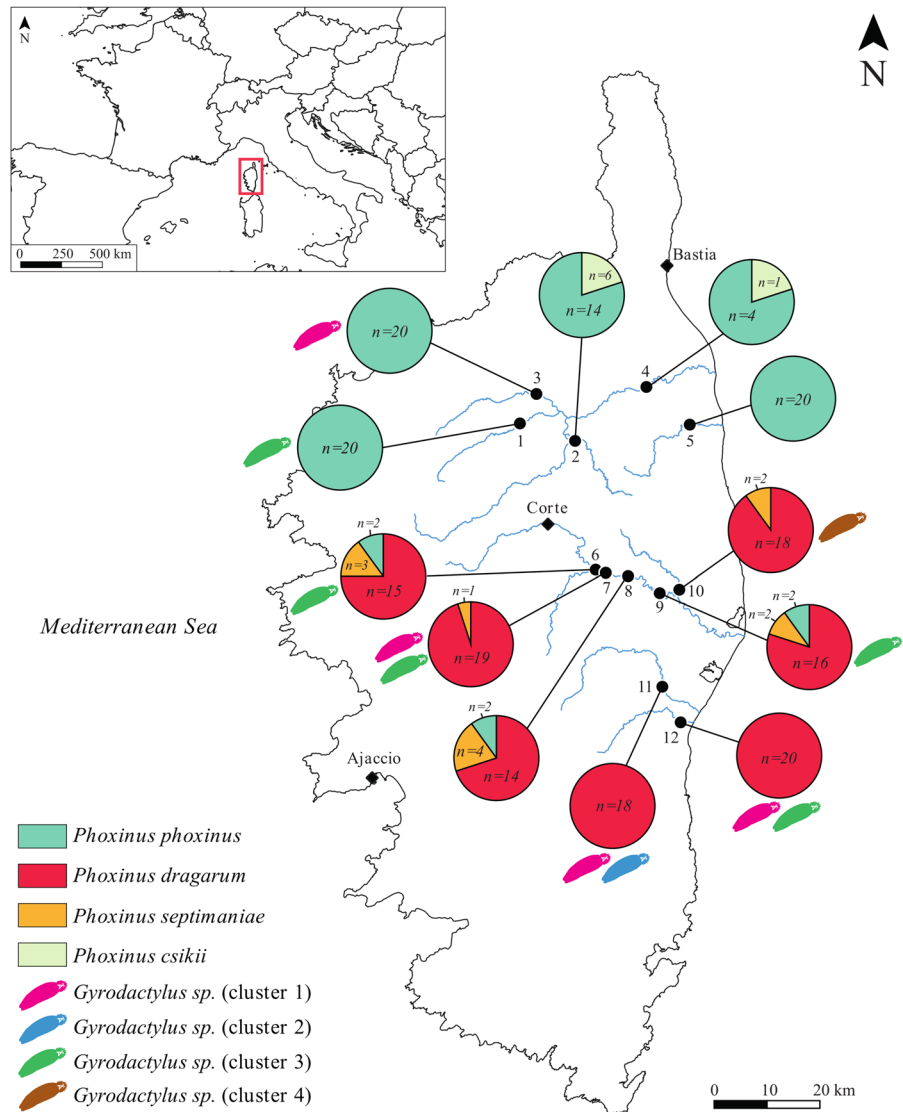 N
0 250 500 km
N
Bastia
n=6
n=14
n=1
n=4
n=20
n=20
n=20
3
4
1
2
5
Corte
n=2
n=18
n=2
n=3
n=15
6
7
8
9
10
n=2
n=2
n=16
Mediterranean Sea
n=1
n=19
n=2
n=4
n=14
11
12
Ajaccio
n=18
n=20
Phoxinus phoxinus
Phoxinus dragarum
Phoxinus septimaniae
Phoxinus csikii
Gyrodactylus sp. (cluster 1)
Gyrodactylus sp. (cluster 2)
Gyrodactylus sp. (cluster 3)
Gyrodactylus sp. (cluster 4)
0 10 20 km